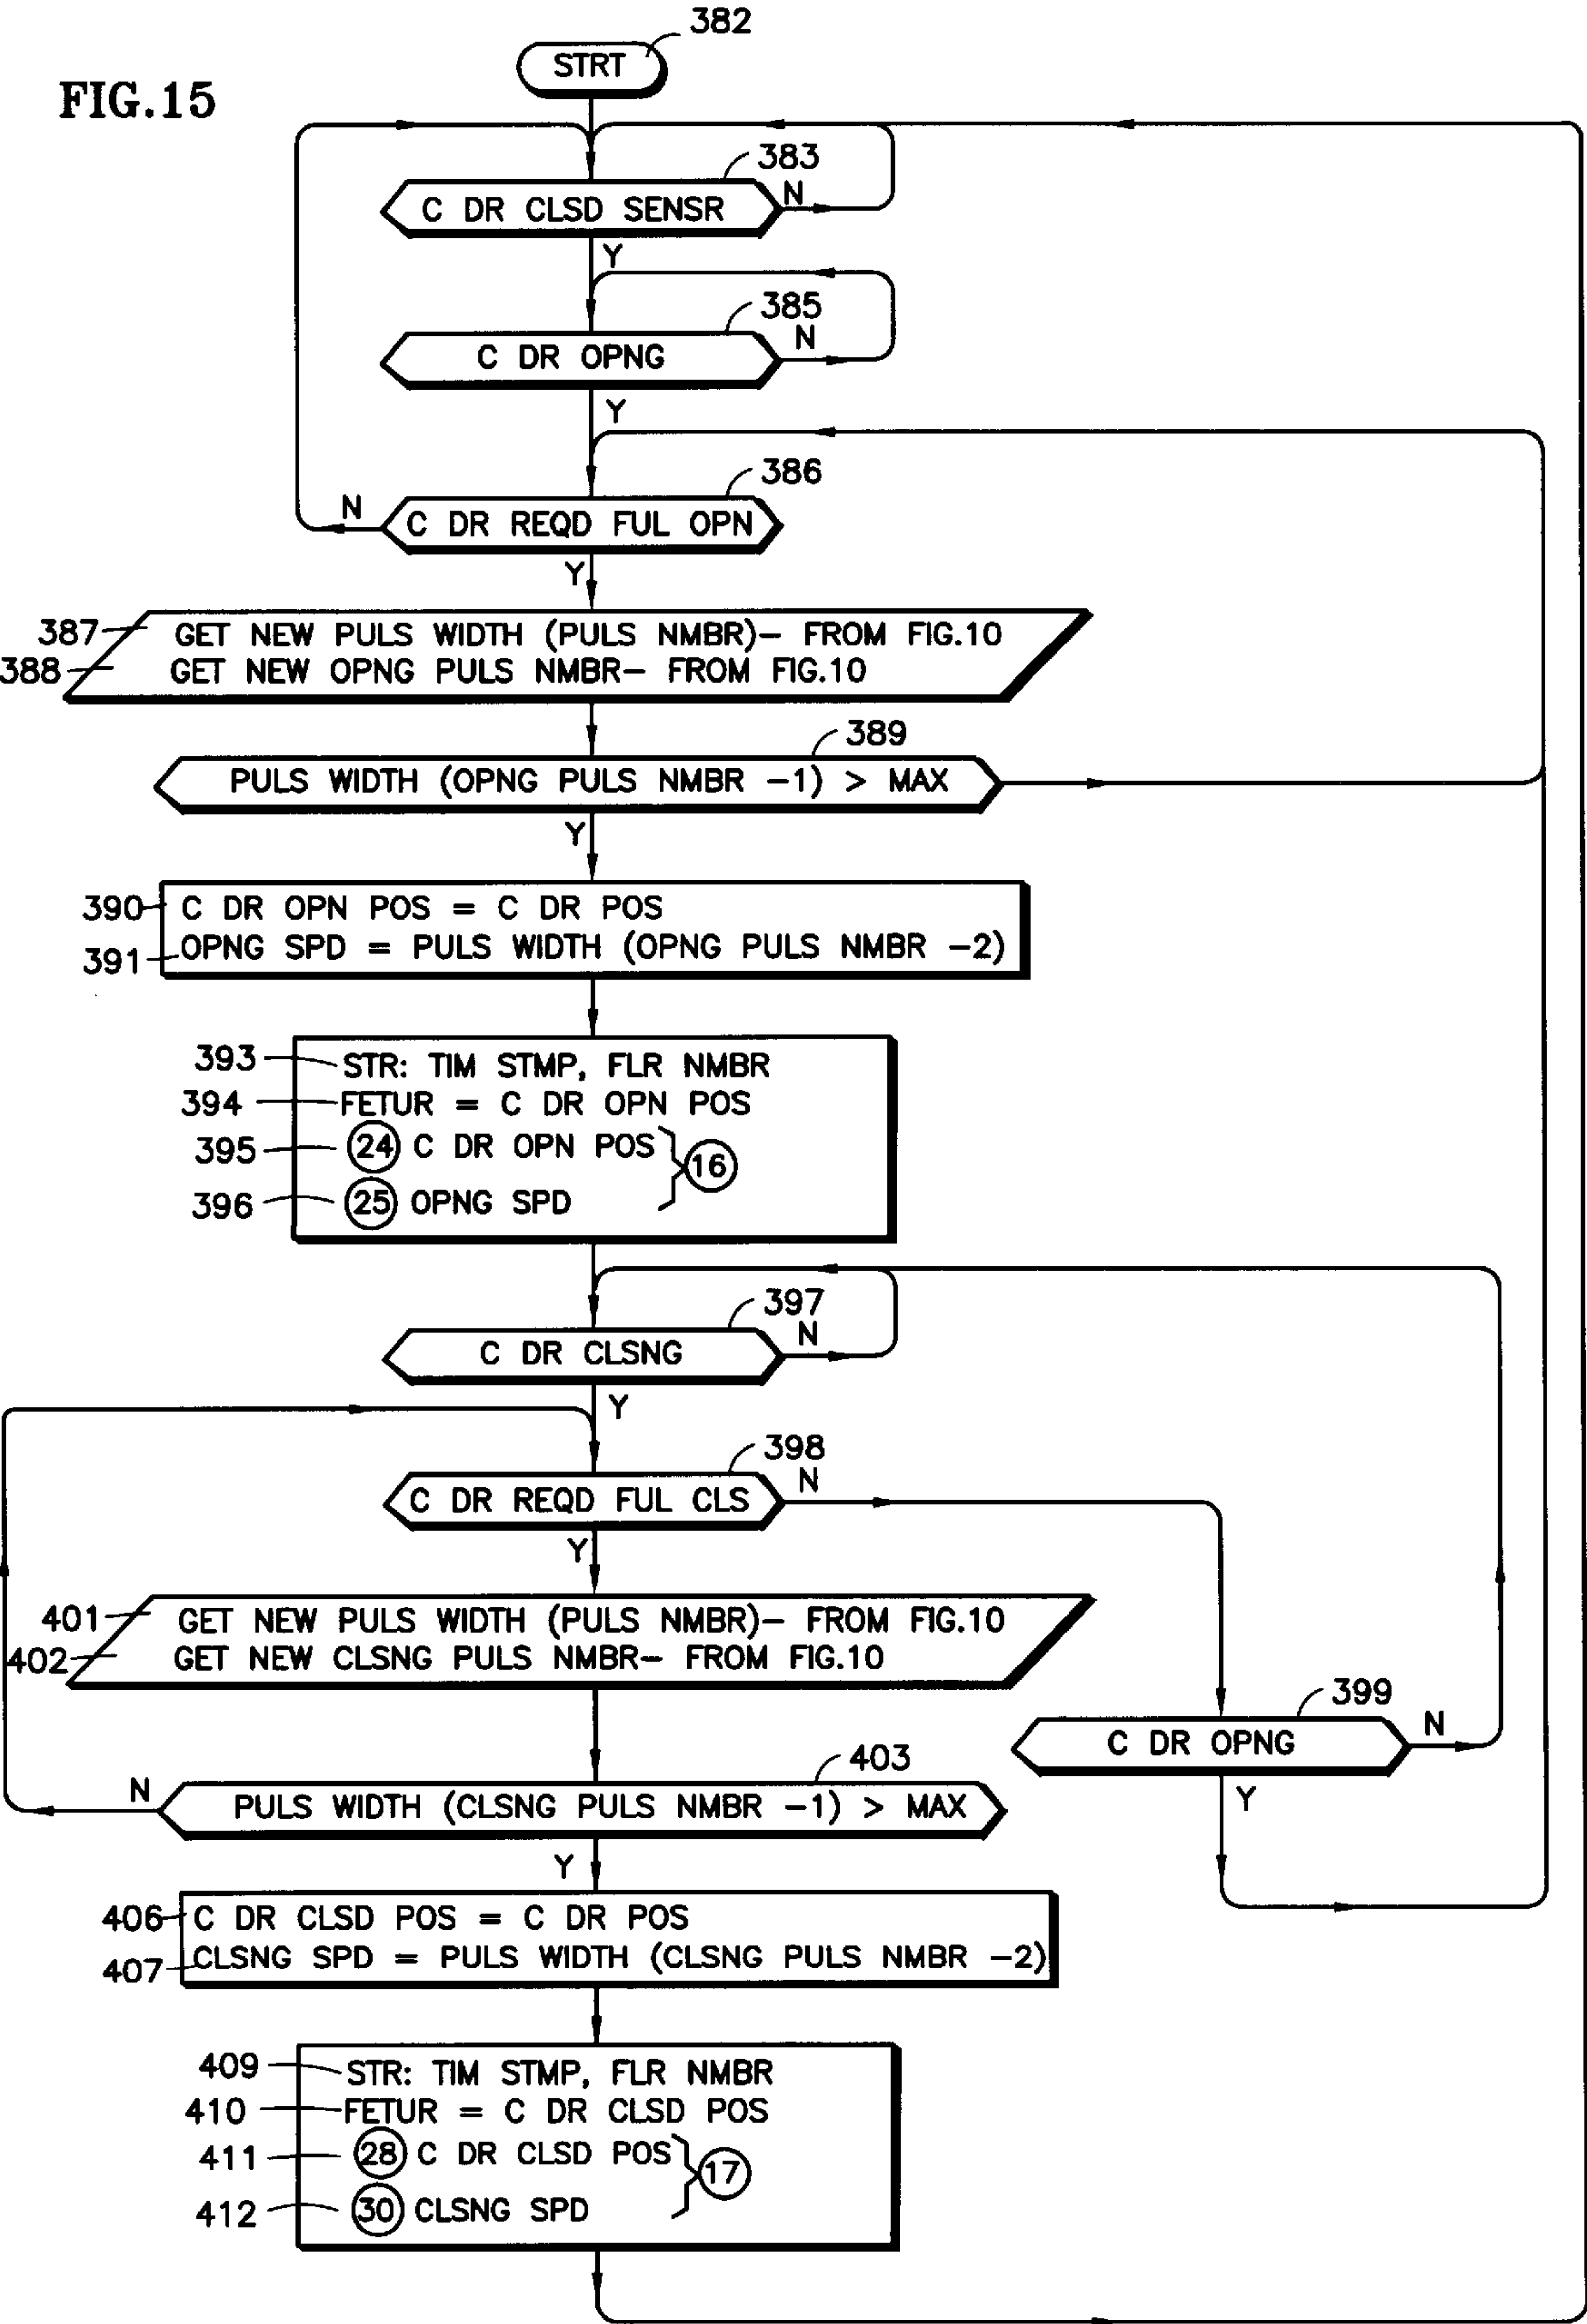 382
STRT
FIG.15
383
C DR CLSD SENSR
N
Y
385
C DR OPNG
N
Y
386
N
C DR REQD FUL OPN
Y
387 GET NEW PULS WIDTH (PULS NMBR)- FROM FIG.10
388 GET NEW OPNG PULS NMBR- FROM FIG.10
389
PULS WIDTH (OPNG PULS NMBR -1) > MAX
Y
390 C DR OPN POS = C DR POS
391 OPNG SPD = PULS WIDTH (OPNG PULS NMBR -2)
393 STR: TIM STMP, FLR NMBR
394 FETUR = C DR OPN POS
395 24 C DR OPN POS
16
396 25 OPNG SPD
397
C DR CLSNG
N
Y
398
C DR REQD FUL CLS
N
Y
401 GET NEW PULS WIDTH (PULS NMBR)- FROM FIG.10
402 GET NEW CLSNG PULS NMBR- FROM FIG.10
399
C DR OPNG
N
Y
403
N
PULS WIDTH (CLSNG PULS NMBR -1) > MAX
Y
406 C DR CLSD POS = C DR POS
407 CLSNG SPD = PULS WIDTH (CLSNG PULS NMBR -2)
409 STR: TIM STMP, FLR NMBR
410 FETUR = C DR CLSD POS
411 28 C DR CLSD POS
17
412 30 CLSNG SPD